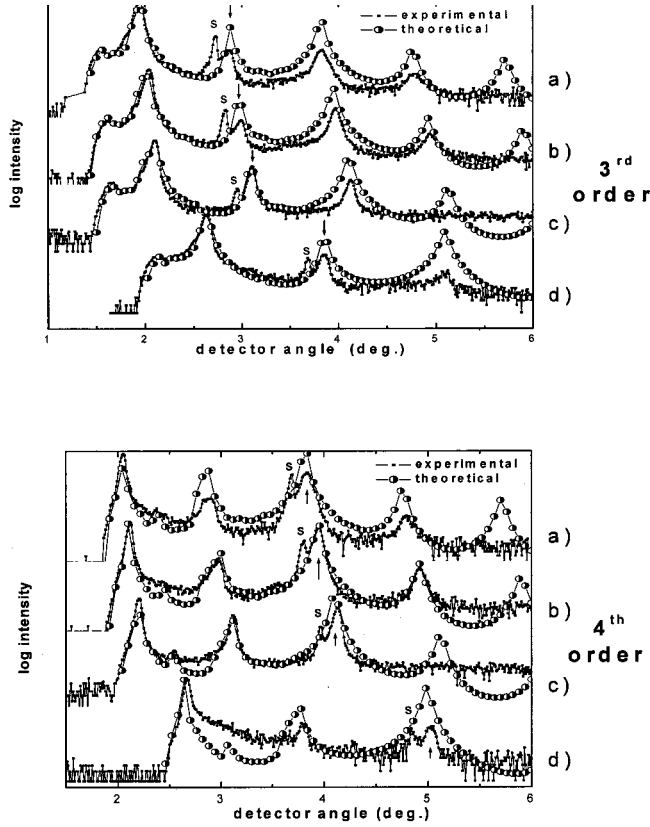 experimental
theoretical
S
a)
S
b)
S
c)
S
d)
3rd
order
log intensity
1 2 3 4 5 6
detector angle (deg.)
experimental
theoretical
S
a)
S
b)
S
c)
S
d)
4th
order
log intensity
2 3 4 5 6
detector angle (deg.)